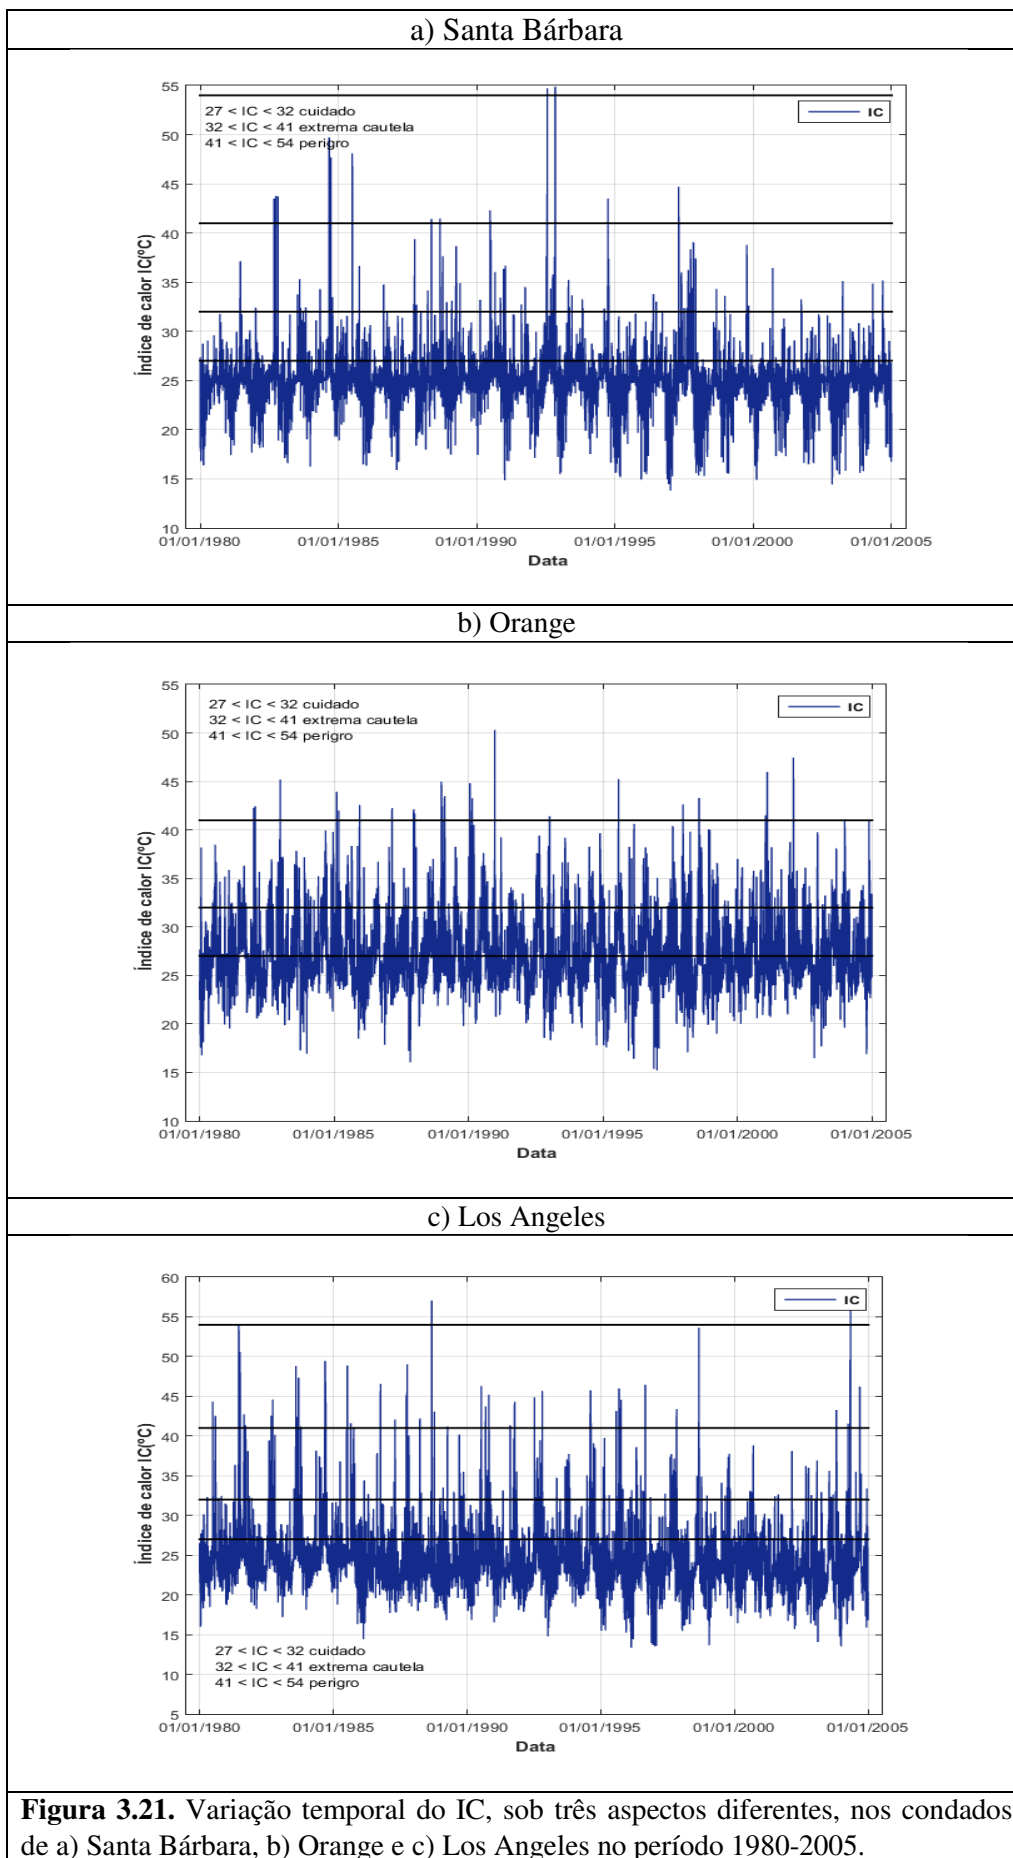 a) Santa Bárbara
55
50
45
40
35
30
25
20
15
10
Índice de calor IC(ºC)
27 < IC < 32 cuidado
32 < IC < 41 extrema cautela
41 < IC < 54 perigro
IC
01/01/1980 01/01/1985 01/01/1990 01/01/1995 01/01/2000 01/01/2005
Data
b) Orange
55
50
45
40
35
30
25
20
15
10
Índice de calor IC(ºC)
27 < IC < 32 cuidado
32 < IC < 41 extrema cautela
41 < IC < 54 perigro
IC
01/01/1980 01/01/1985 01/01/1990 01/01/1995 01/01/2000 01/01/2005
Data
c) Los Angeles
60
55
50
45
40
35
30
25
20
15
10
5
Índice de calor IC(ºC)
IC
27 < IC < 32 cuidado
32 < IC < 41 extrema cautela
41 < IC < 54 perigro
01/01/1980 01/01/1985 01/01/1990 01/01/1995 01/01/2000 01/01/2005
Data
Figura 3.21. Variação temporal do IC, sob três aspectos diferentes, nos condados
de a) Santa Bárbara, b) Orange e c) Los Angeles no período 1980-2005.